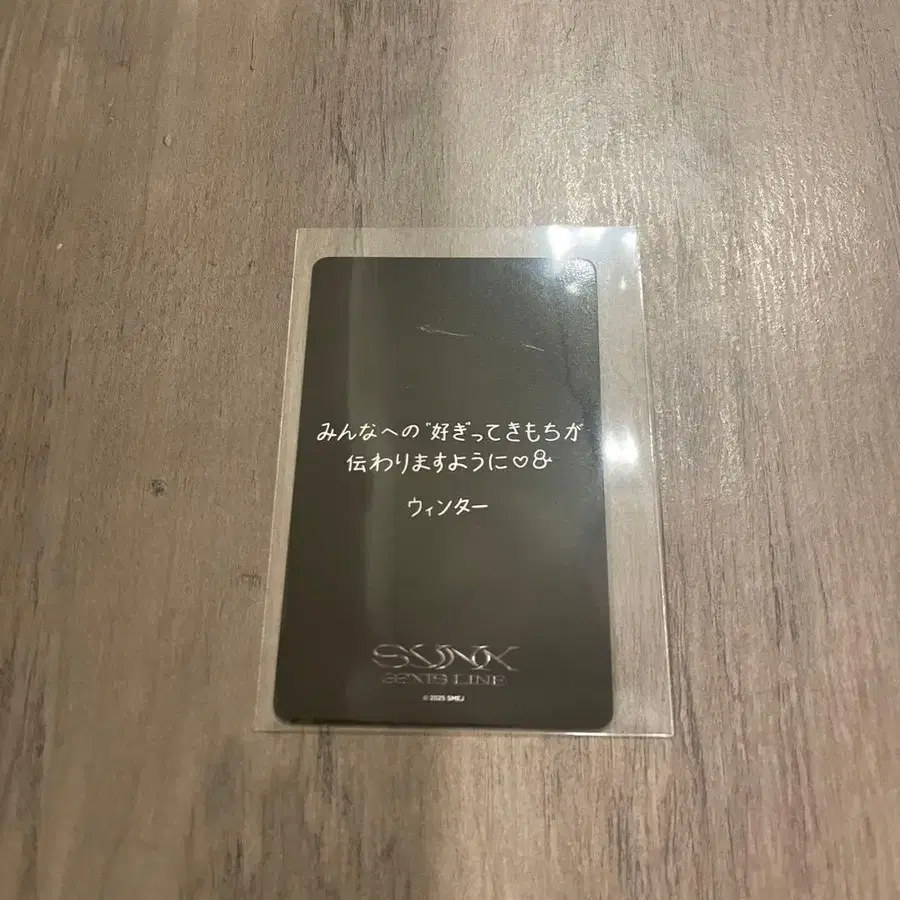 みんなへの"好きってきもちが
伝わりますように♡8
ウィンター
SYNK
aeXIS LINE
© 2025 SMEJ